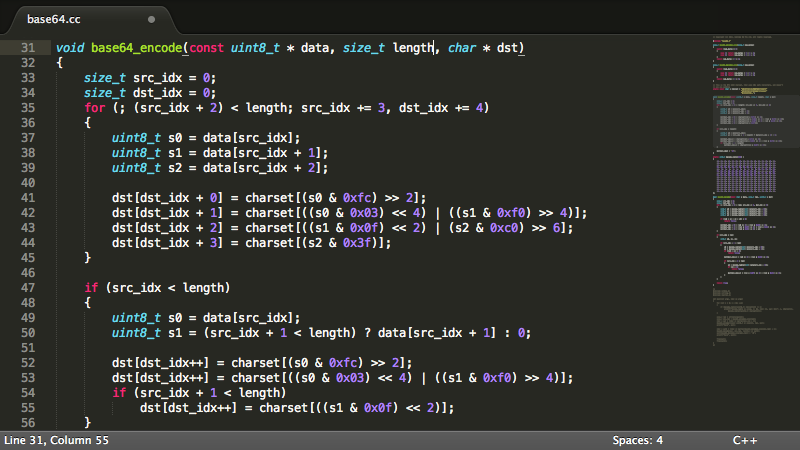 base64.cc
31 void base64_encode(const uint8_t * data, size_t length, char * dst)
32 {
33     size_t src_idx = 0;
34     size_t dst_idx = 0;
35     for (; (src_idx + 2) < length; src_idx += 3, dst_idx += 4)
36     {
37         uint8_t s0 = data[src_idx];
38         uint8_t s1 = data[src_idx + 1];
39         uint8_t s2 = data[src_idx + 2];
40
41         dst[dst_idx + 0] = charset[(s0 & 0xfc) >> 2];
42         dst[dst_idx + 1] = charset[((s0 & 0x03) << 4) | ((s1 & 0xf0) >> 4)];
43         dst[dst_idx + 2] = charset[((s1 & 0x0f) << 2) | (s2 & 0xc0) >> 6];
44         dst[dst_idx + 3] = charset[(s2 & 0x3f)];
45     }
46
47     if (src_idx < length)
48     {
49         uint8_t s0 = data[src_idx];
50         uint8_t s1 = (src_idx + 1 < length) ? data[src_idx + 1] : 0;
51
52         dst[dst_idx++] = charset[(s0 & 0xfc) >> 2];
53         dst[dst_idx++] = charset[((s0 & 0x03) << 4) | ((s1 & 0xf0) >> 4)];
54         if (src_idx + 1 < length)
55             dst[dst_idx++] = charset[((s1 & 0x0f) << 2)];
56     }
Line 31, Column 55 Spaces: 4 C++